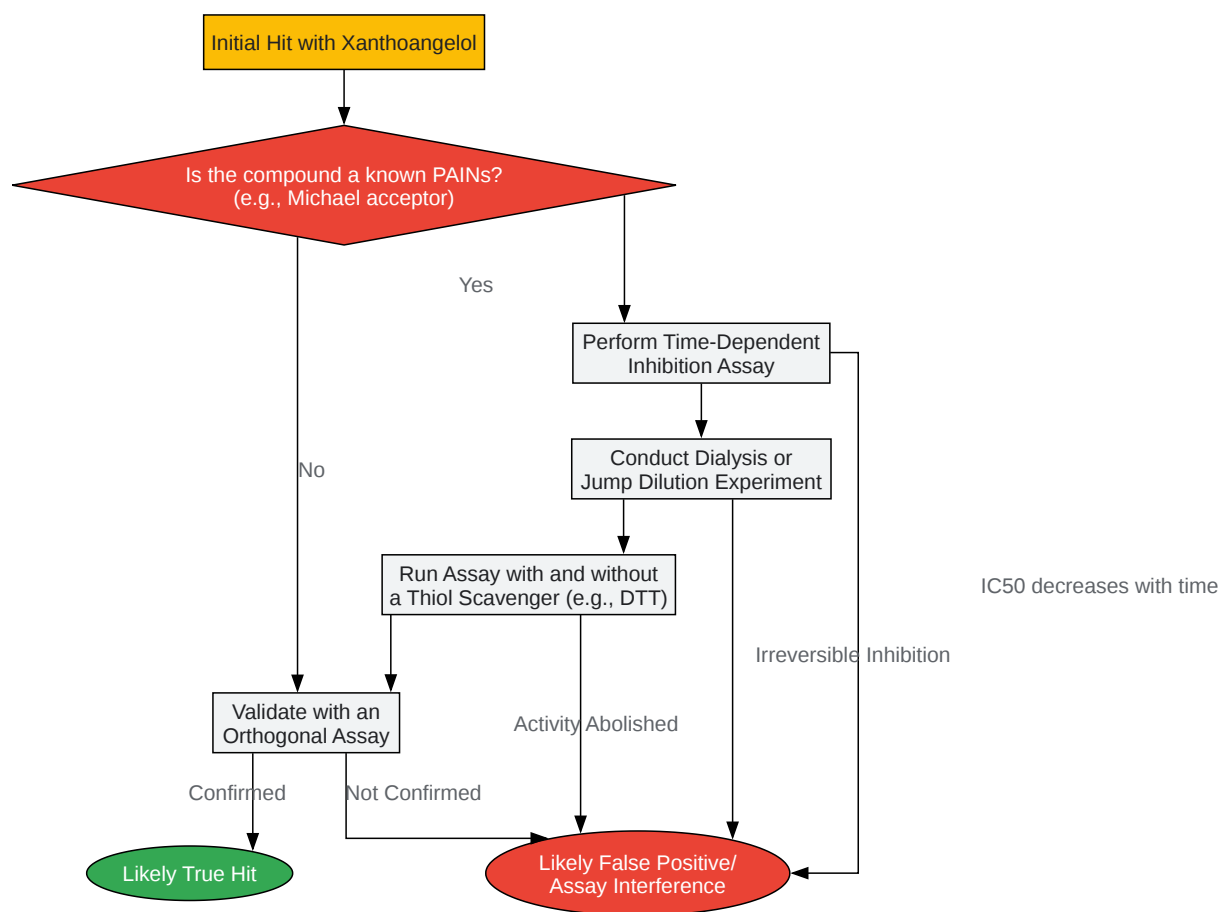 Initial Hit with Xanthoangelol
Is the compound a known PAINs?
(e.g., Michael acceptor)
Yes
Perform Time-Dependent
Inhibition Assay
Conduct Dialysis or
Jump Dilution Experiment
No
Run Assay with and without
a Thiol Scavenger (e.g., DTT)
IC50 decreases with time
Irreversible Inhibition
Validate with an
Orthogonal Assay
Activity Abolished
Confirmed
Not Confirmed
Likely True Hit
Likely False Positive/
Assay Interference